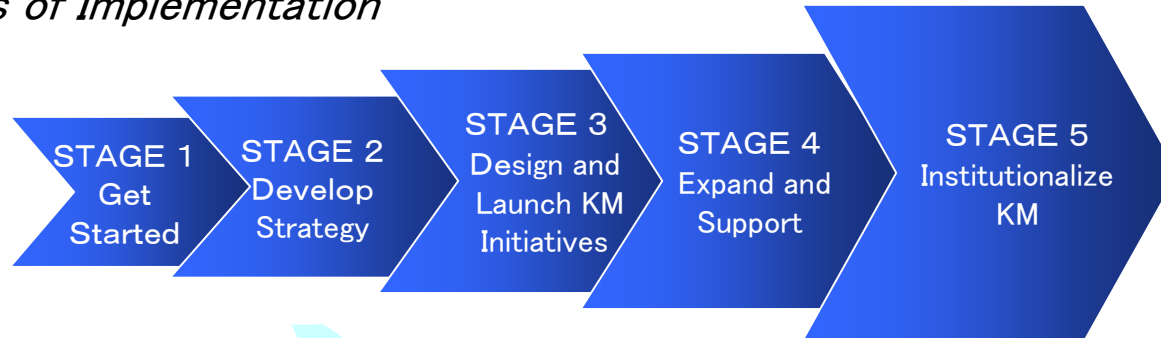 s of Implementation
STAGE 1
Get
Started
STAGE 2
Develop
Strategy
STAGE 3
Design and
Launch KM
Initiatives
STAGE 4
Expand and
Support
STAGE 5
Institutionalize
KM